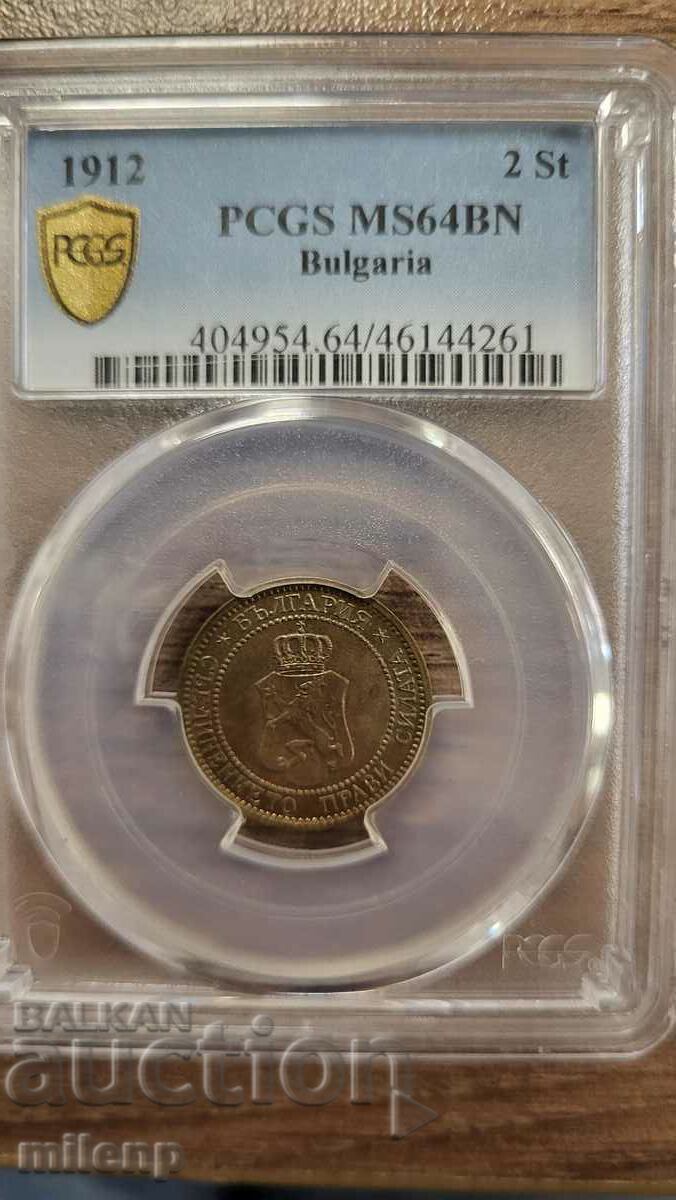 1912 2 St
PCGS
PCGS MS64BN
Bulgaria
404954.64/46144261
* БЪЛГАРИЯ *
СЪЕДИНЕНИЕТО ПРАВИ СИЛАТА
PCGS
BALKAN
auction
milenp